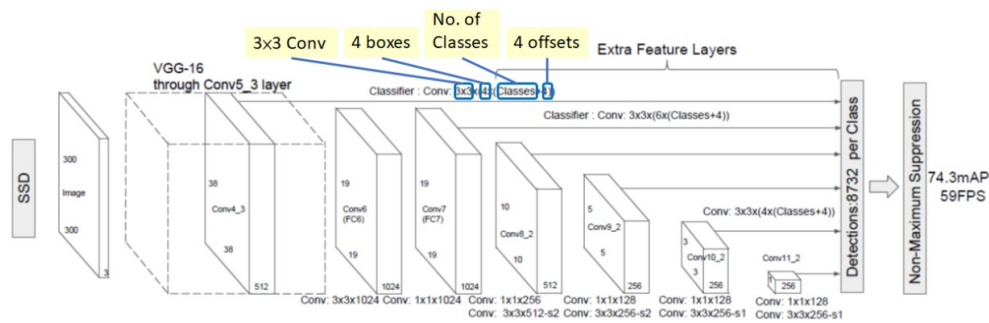 No. of
Classes
3x3 Conv
4 boxes
4 offsets
Extra Feature Layers
VGG-16
through Conv5_3 layer
Classifier : Conv: 3x3x(4x(Classes+4))
Classifier : Conv: 3x3x(6x(Classes+4))
SSD
300
Image
300
3
38
Conv4_3
38
512
19
Conv6
(FC6)
19
1024
19
Conv7
(FC7)
19
1024
10
Conv8_2
10
512
5
Conv9_2
5
256
Conv: 3x3x(4x(Classes+4))
3
Conv10_2
3
256
Conv11_2
1
256
Detections:8732 per Class
Non-Maximum Suppression
74.3mAP
59FPS
Conv: 3x3x1024
Conv: 1x1x1024
Conv: 1x1x256
Conv: 3x3x512-s2
Conv: 1x1x128
Conv: 3x3x256-s2
Conv: 1x1x128
Conv: 3x3x256-s1
Conv: 1x1x128
Conv: 3x3x256-s1